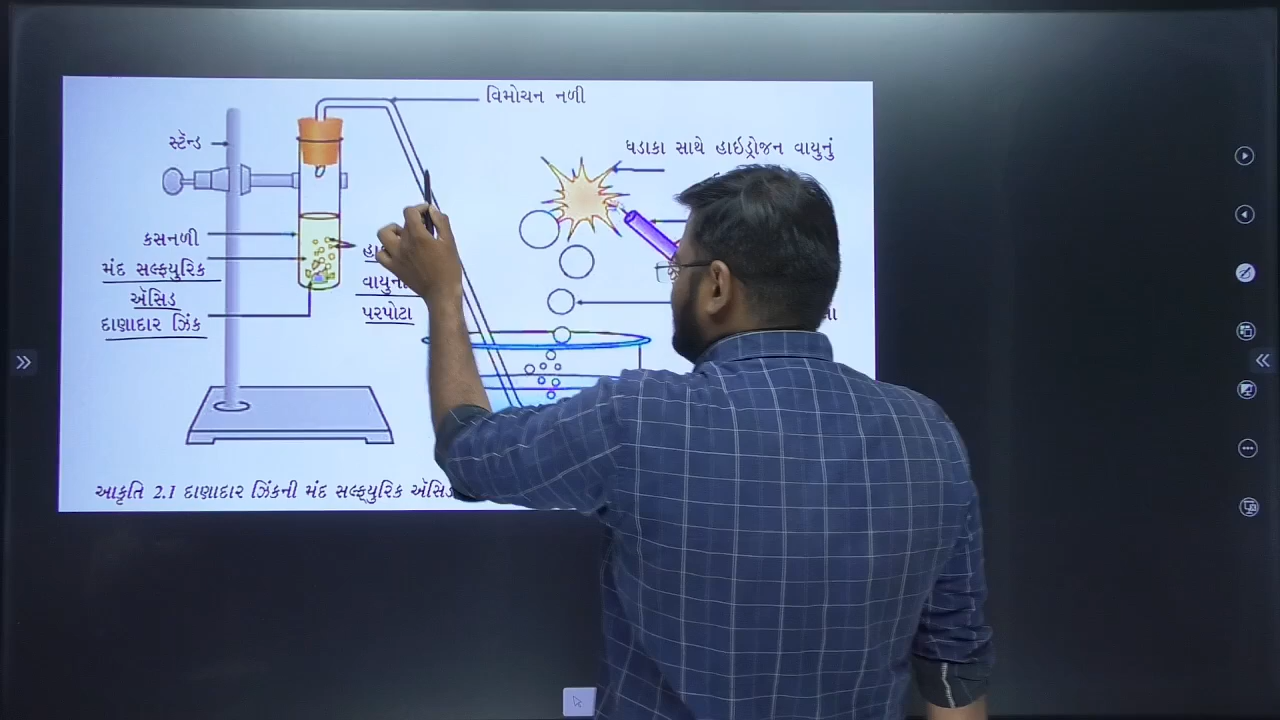 વિમોચન નળી
સ્ટૅન્ડ
ધડાકા સાથે હાઇડ્રોજન વાયુનું
કસનળી
મંદ સલ્ફ્યુરિક
ઍસિડ
દાણાદાર ઝિંક
વાયુના
પરપોટા
આકૃતિ 2.1 દાણાદાર ઝિંકની મંદ સલ્ફ્યુરિક ઍસિડ